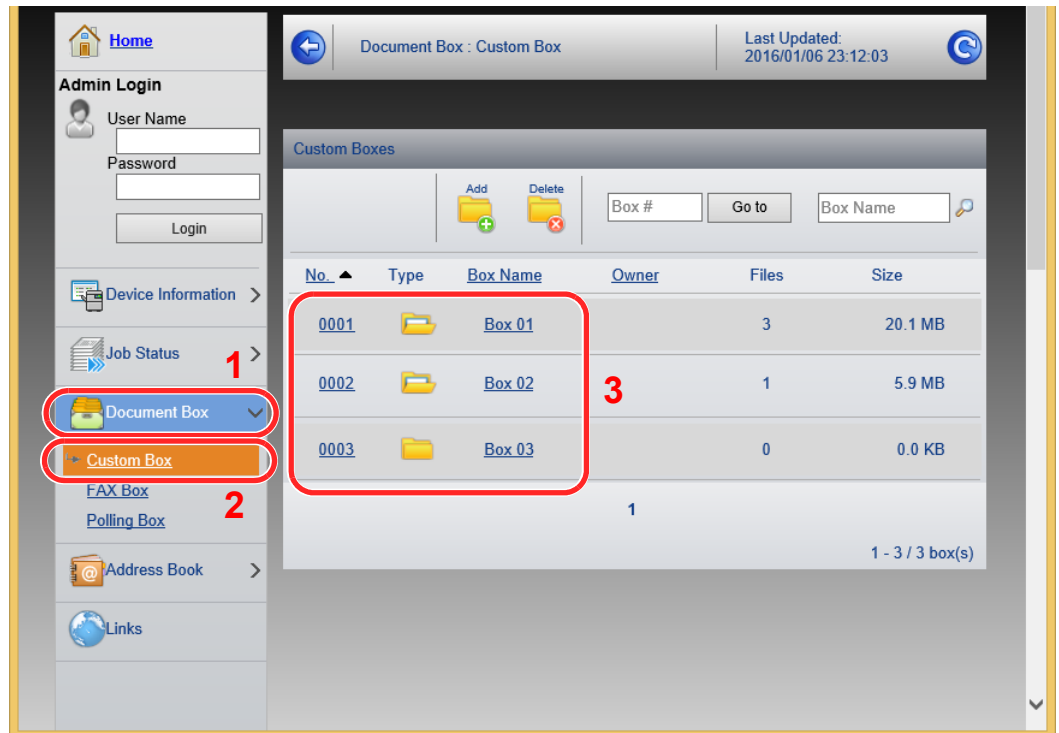 Home
Admin Login
User Name
Password
Login
Device Information
Job Status
1
Document Box
Custom Box
2
FAX Box
Polling Box
Address Book
Links
Document Box : Custom Box
Last Updated:
2016/01/06 23:12:03
Custom Boxes
Add Delete
Box # Go to Box Name
No. Type Box Name Owner Files Size
0001 Box 01 3 20.1 MB
0002 Box 02 1 5.9 MB
3
0003 Box 03 0 0.0 KB
1
1 - 3 / 3 box(s)